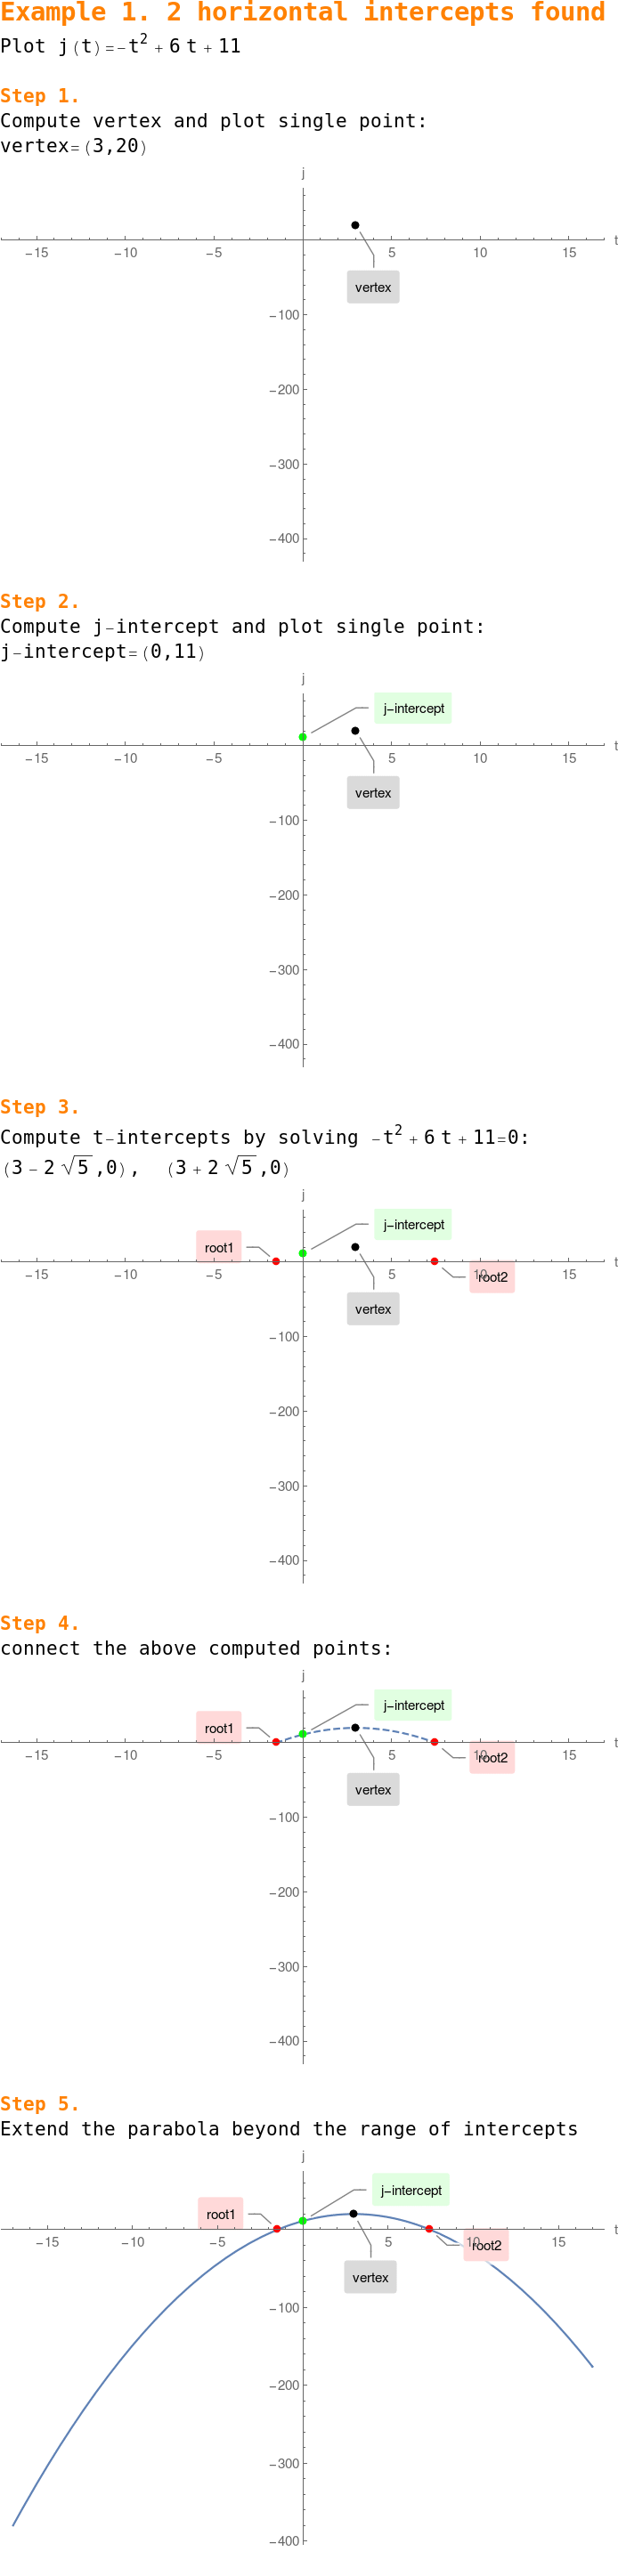 Example 1. 2 horizontal intercepts found
Plot j(t)=-t² + 6 t + 11
Step 1.
Compute vertex and plot single point:
vertex=(3,20)
j
t
-15 -10 -5 5 10 15
vertex
-100
-200
-300
-400
Step 2.
Compute j-intercept and plot single point:
j-intercept=(0,11)
j
j-intercept
t
-15 -10 -5 5 10 15
vertex
-100
-200
-300
-400
Step 3.
Compute t-intercepts by solving -t² + 6 t + 11=0:
(3 - 2 √5 ,0), (3 + 2 √5 ,0)
j
j-intercept
root1
t
-15 -10 -5 5 10 15
root2
vertex
-100
-200
-300
-400
Step 4.
connect the above computed points:
j
j-intercept
root1
t
-15 -10 -5 5 10 15
root2
vertex
-100
-200
-300
-400
Step 5.
Extend the parabola beyond the range of intercepts
j
j-intercept
root1
t
-15 -10 -5 5 10 15
root2
vertex
-100
-200
-300
-400